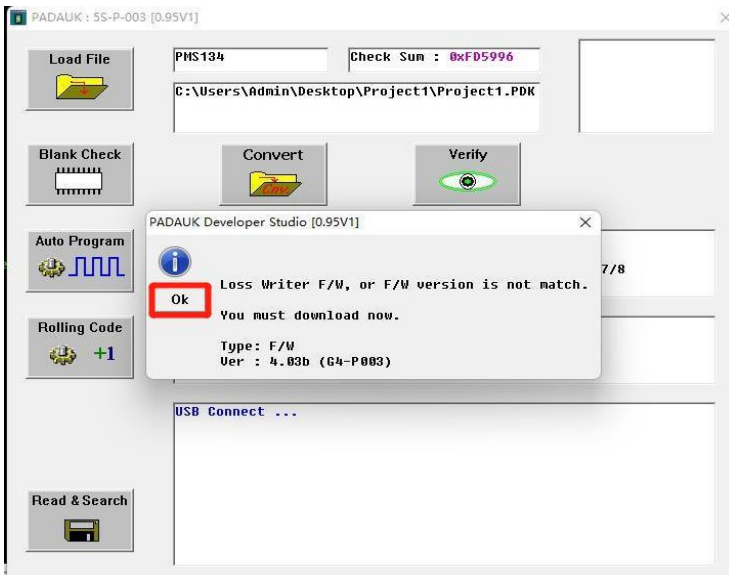 PADAUK : 5S-P-003 [0.95V1]
Load File
PMS134
Check Sum : 0xFD5996
C:\Users\Admin\Desktop\Project1\Project1.PDK
Blank Check
Convert
Cnv.
Verify
PADAUK Developer Studio [0.95V1]
Auto Program
Loss Writer F/W, or F/W version is not match.
7/8
Ok
You must download now.
Rolling Code
+1
Type: F/W
Ver : 4.03b (G4-P003)
USB Connect ...
Read & Search